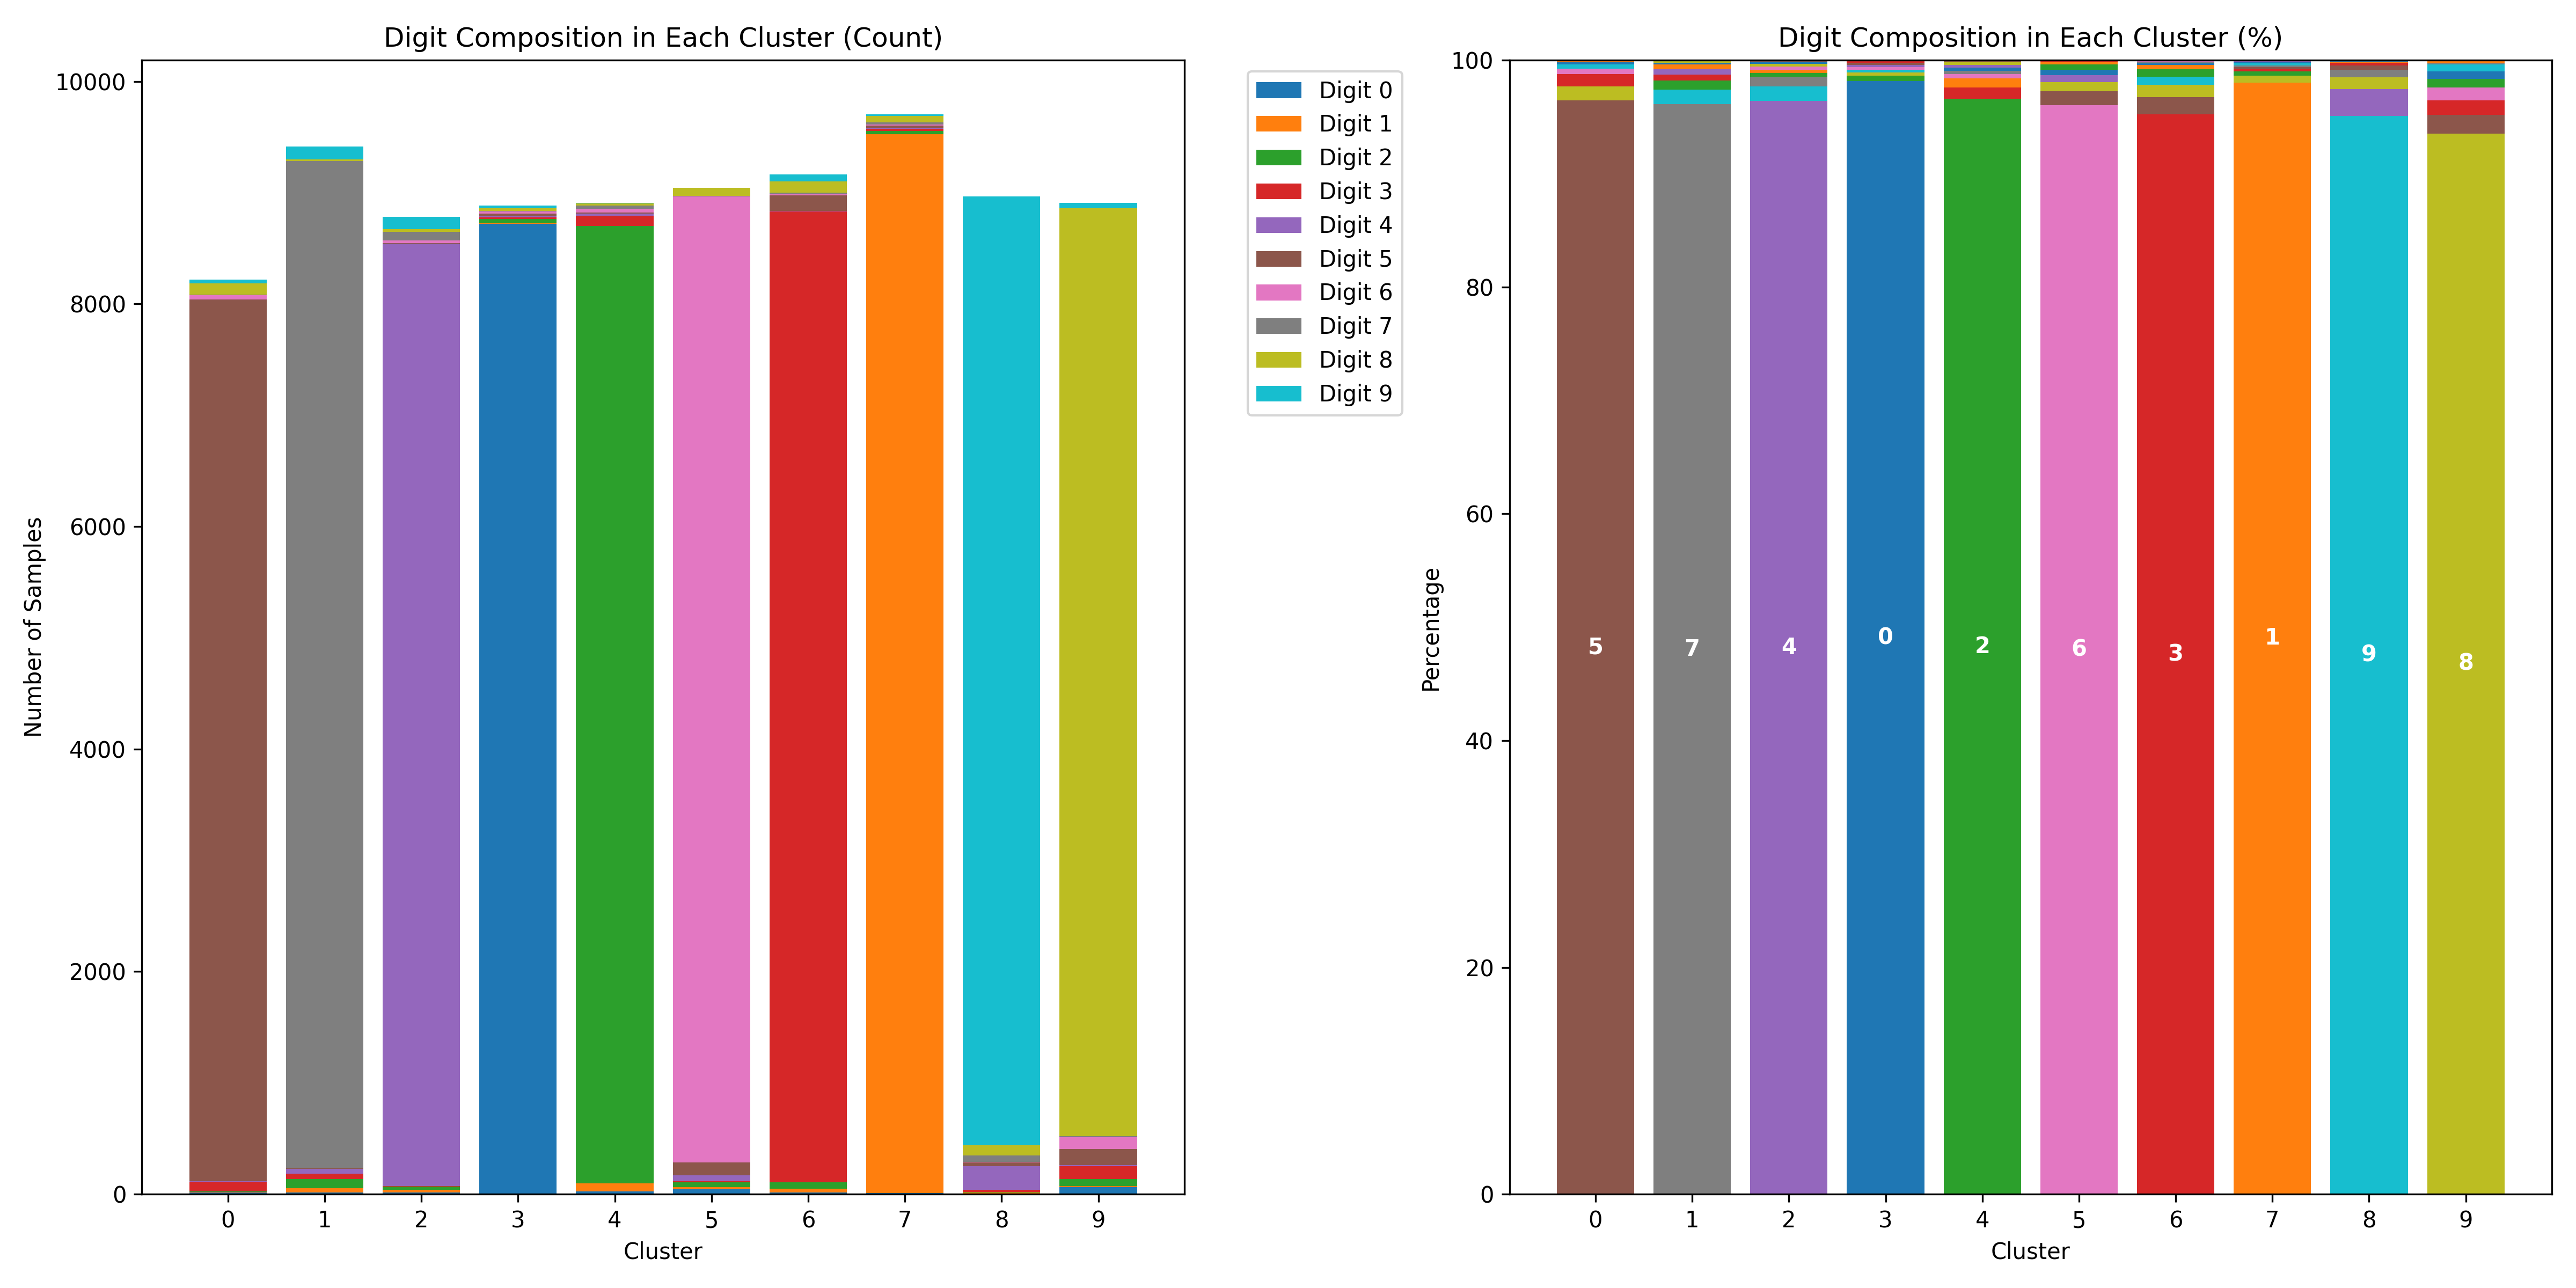 Digit Composition in Each Cluster (Count)
10000
8000
6000
4000
2000
0
Number of Samples
0 1 2 3 4 5 6 7 8 9
Cluster
Digit 0
Digit 1
Digit 2
Digit 3
Digit 4
Digit 5
Digit 6
Digit 7
Digit 8
Digit 9
Digit Composition in Each Cluster (%)
100
80
60
40
20
0
Percentage
5 7 4 0 2 6 3 1 9 8
0 1 2 3 4 5 6 7 8 9
Cluster